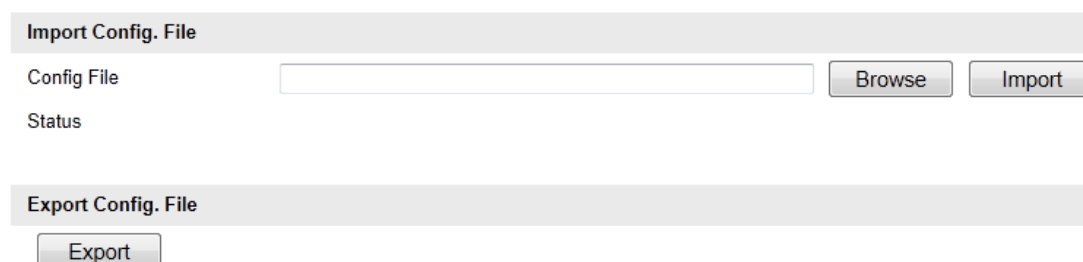 Import Config. File
Config File Browse Import
Status
Export Config. File
Export